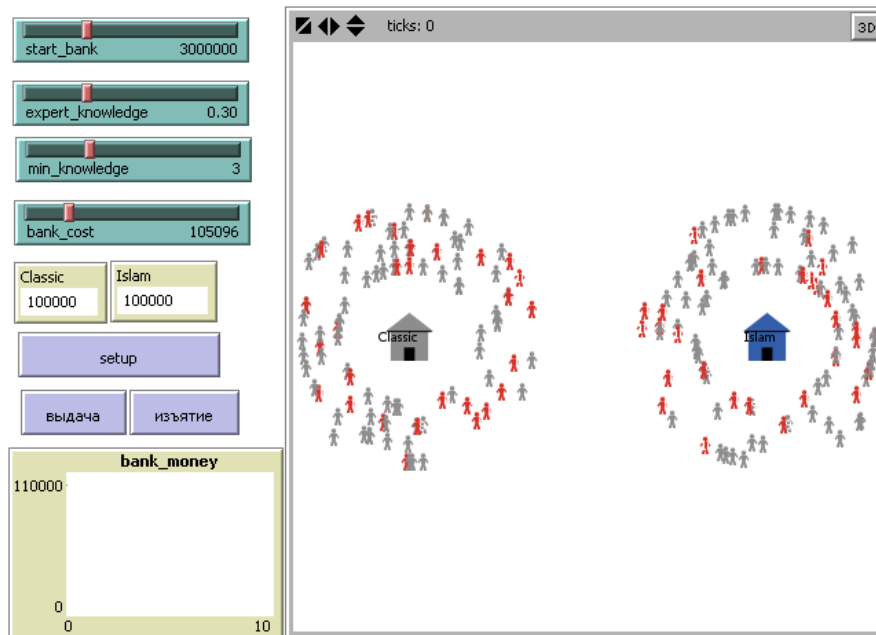 start_bank 3000000
expert_knowledge 0.30
min_knowledge 3
bank_cost 105096
Classic Islam
100000 100000
setup
выдача изъятие
bank_money
110000
0
0 10
ticks: 0
3D
Classic
Islam